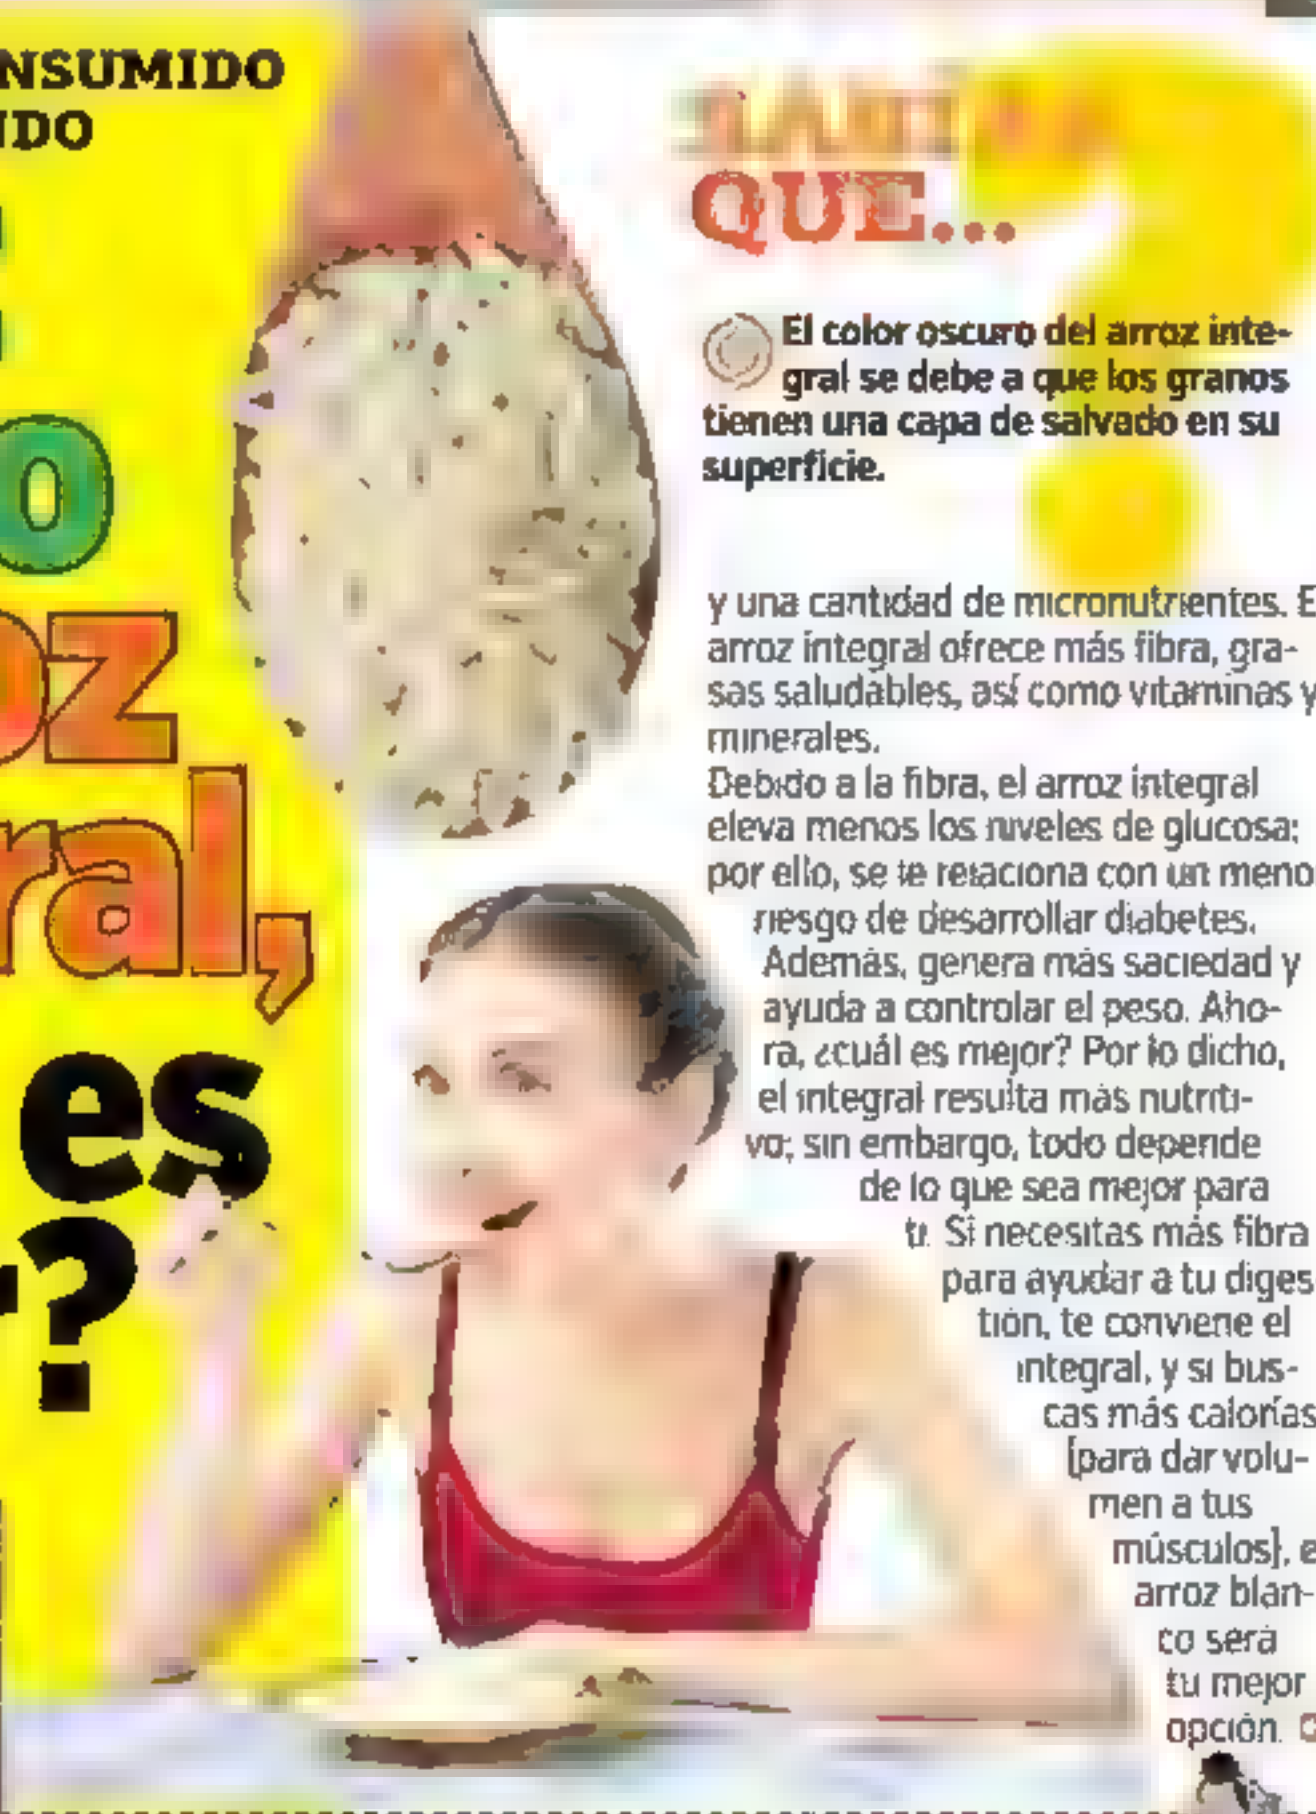 NSUMIDO
NDO
O
oz
ral,
es
r?
QUE...
El color oscuro del arroz inte-
gral se debe a que los granos
tienen una capa de salvado en su
superficie.
y una cantidad de micronutrientes. E
arroz integral ofrece más fibra, gra-
sas saludables, así como vitaminas y
minerales.
Debido a la fibra, el arroz integral
eleva menos los niveles de glucosa;
por ello, se le relaciona con un meno
riesgo de desarrollar diabetes.
Además, genera más saciedad y
ayuda a controlar el peso. Aho-
ra, ¿cuál es mejor? Por lo dicho,
el integral resulta más nutriti-
vo; sin embargo, todo depende
de lo que sea mejor para
ti. Si necesitas más fibra
para ayudar a tu diges
tión, te conviene el
integral, y si bus-
cas más calorías
(para dar volu-
men a tus
músculos), e
arroz blan-
co será
tu mejor
opción.